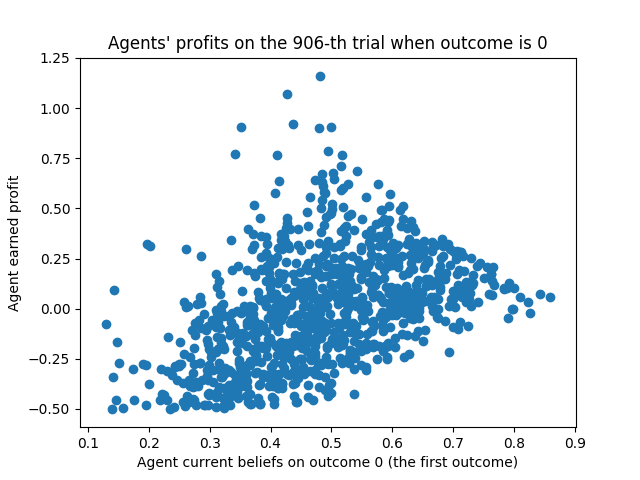 Agents' profits on the 906-th trial when outcome is 0
1.25
1.00
0.75
0.50
0.25
0.00
−0.25
−0.50
Agent earned profit
0.1 0.2 0.3 0.4 0.5 0.6 0.7 0.8 0.9
Agent current beliefs on outcome 0 (the first outcome)